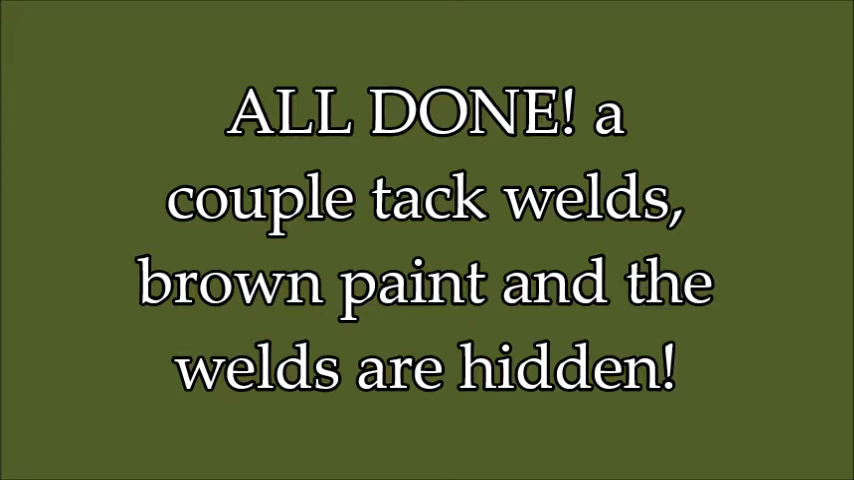 ALL DONE! a
couple tack welds,
brown paint and the
welds are hidden!